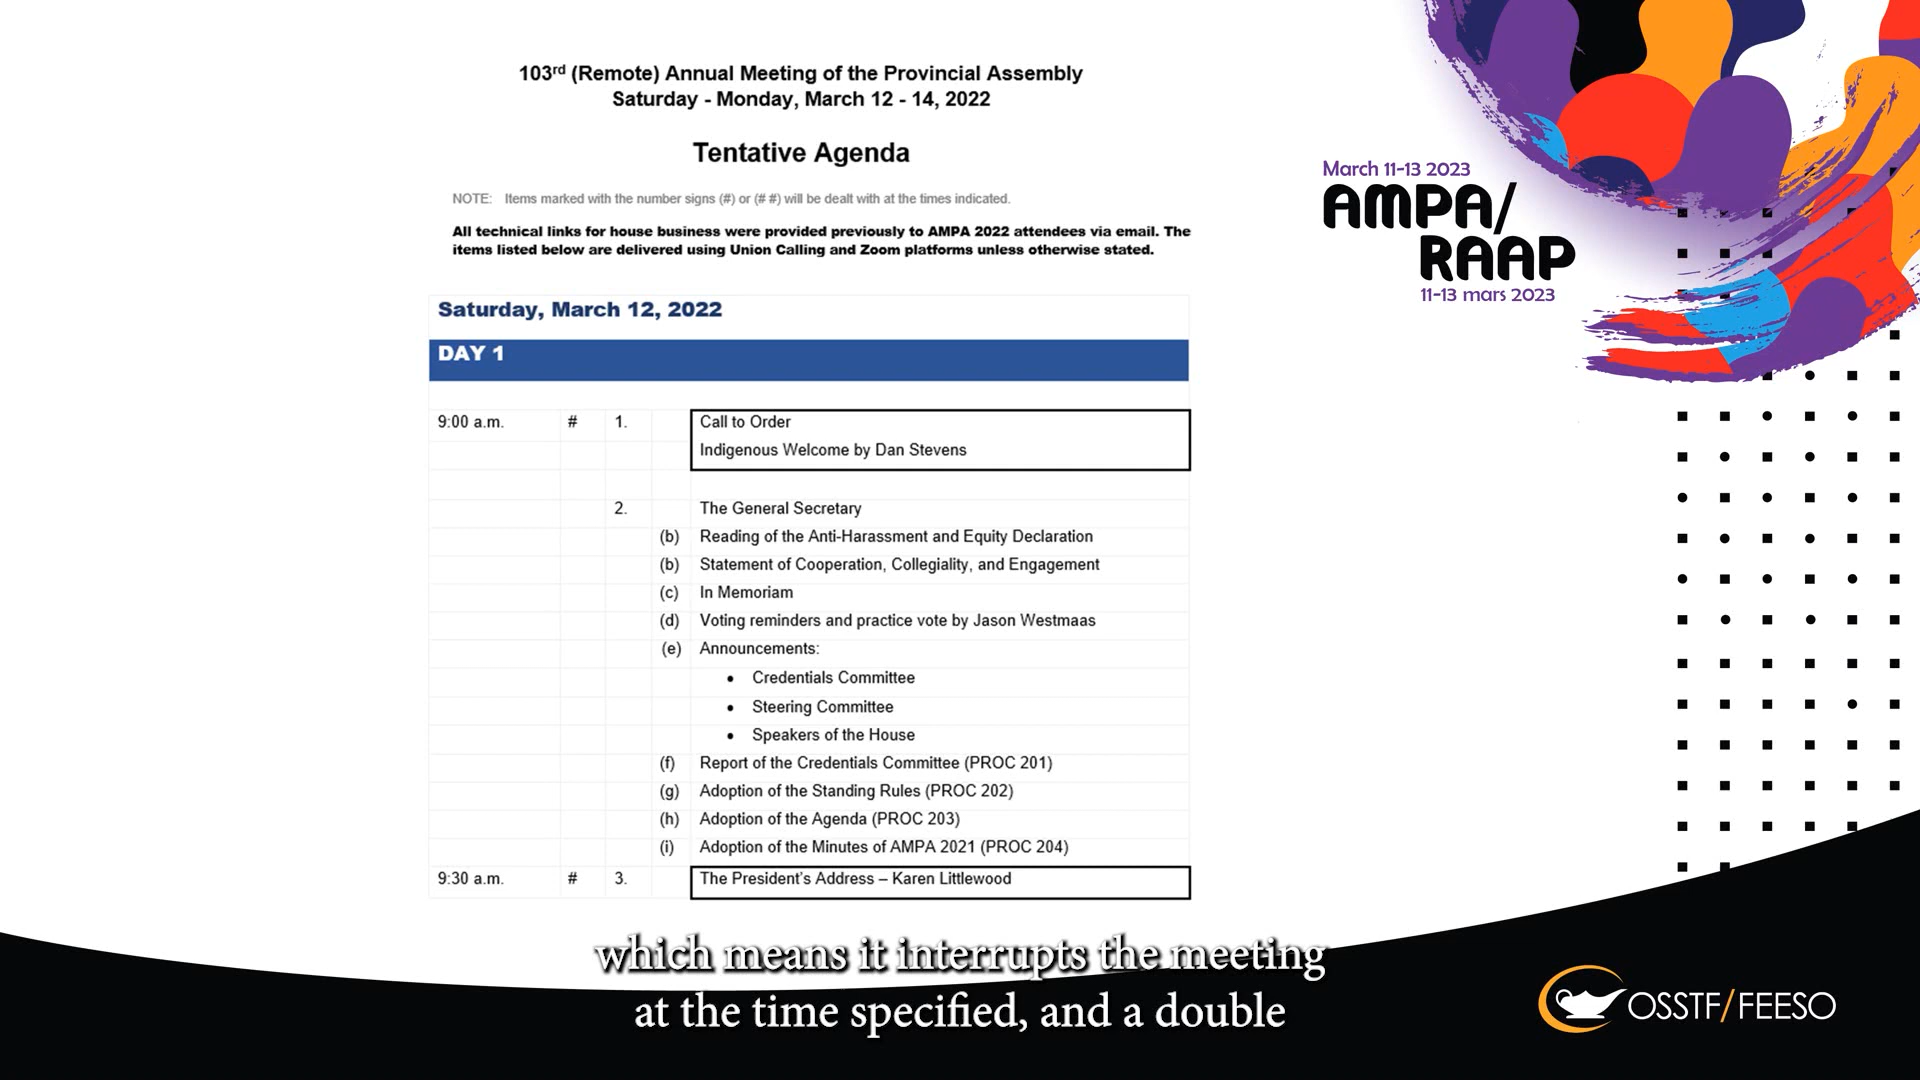 103rd (Remote) Annual Meeting of the Provincial Assembly
Saturday - Monday, March 12 - 14, 2022
Tentative Agenda
NOTE: Items marked with the number signs (#) or (# #) will be dealt with at the times indicated.
All technical links for house business were provided previously to AMPA 2022 attendees via email. The
items listed below are delivered using Union Calling and Zoom platforms unless otherwise stated.
March 11-13 2023
AMPA/
RAAP
11-13 mars 2023
Saturday, March 12, 2022
DAY 1
9:00 a.m. # 1. Call to Order
Indigenous Welcome by Dan Stevens
2. The General Secretary
(b) Reading of the Anti-Harassment and Equity Declaration
(b) Statement of Cooperation, Collegiality, and Engagement
(c) In Memoriam
(d) Voting reminders and practice vote by Jason Westmaas
(e) Announcements:
• Credentials Committee
• Steering Committee
• Speakers of the House
(f) Report of the Credentials Committee (PROC 201)
(g) Adoption of the Standing Rules (PROC 202)
(h) Adoption of the Agenda (PROC 203)
(i) Adoption of the Minutes of AMPA 2021 (PROC 204)
9:30 a.m. # 3. The President's Address – Karen Littlewood
which means it interrupts the meeting
at the time specified, and a double
OSSTF/FEESO